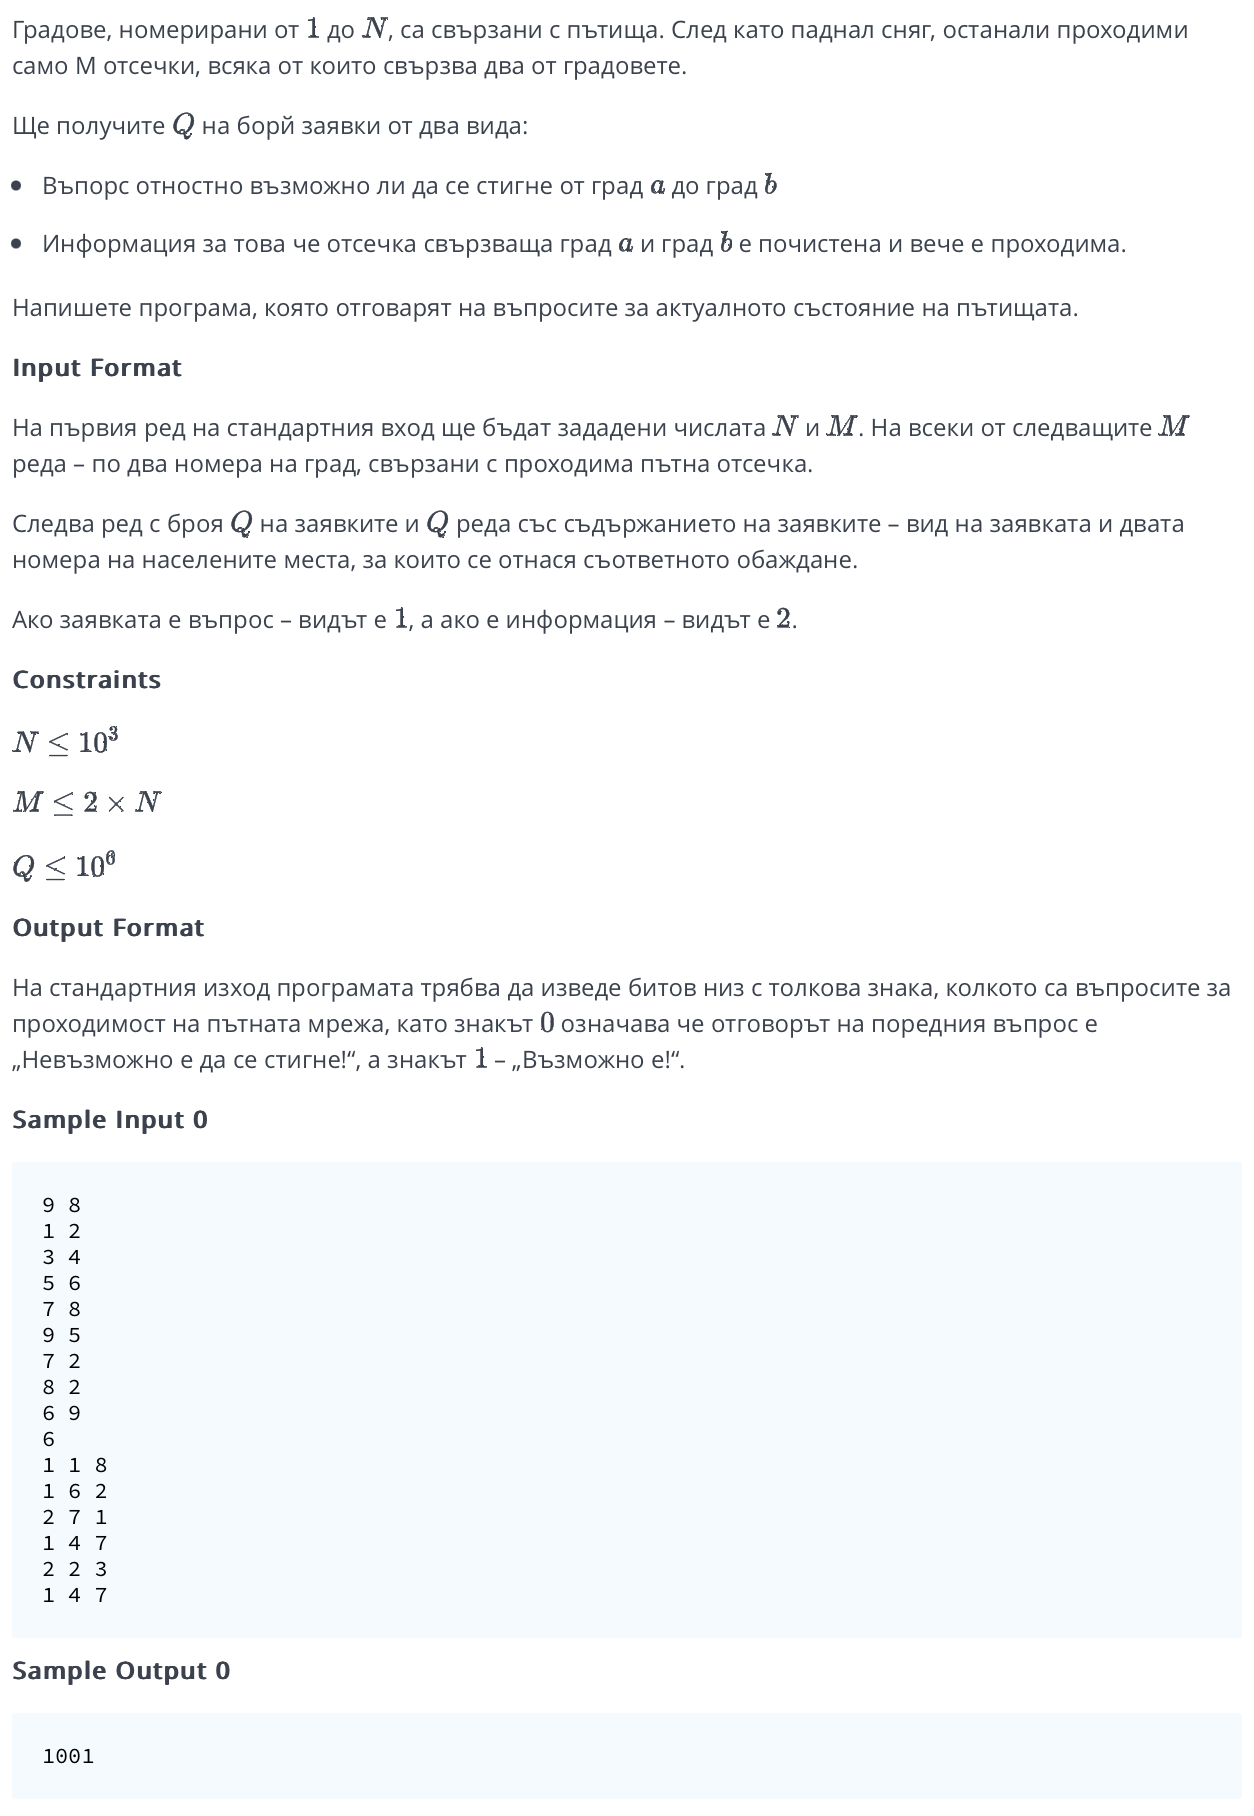 Градове, номерирани от 1 до N, са свързани с пътища. След като паднал сняг, останали проходими
само М отсечки, всяка от които свързва два от градовете.
Ще получите Q на борй заявки от два вида:
• Въпорс отностно възможно ли да се стигне от град a до град b
• Информация за това че отсечка свързваща град a и град b е почистена и вече е проходима.
Напишете програма, която отговарят на въпросите за актуалното състояние на пътищата.
Input Format
На първия ред на стандартния вход ще бъдат зададени числата N и M. На всеки от следващите M
реда – по два номера на град, свързани с проходима пътна отсечка.
Следва ред с броя Q на заявките и Q реда със съдържанието на заявките – вид на заявката и двата
номера на населените места, за които се отнася съответното обаждане.
Ако заявката е въпрос – видът е 1, а ако е информация – видът е 2.
Constraints
N ≤ 10³
M ≤ 2 × N
Q ≤ 10⁶
Output Format
На стандартния изход програмата трябва да изведе битов низ с толкова знака, колкото са въпросите за
проходимост на пътната мрежа, като знакът 0 означава че отговорът на поредния въпрос е
„Невъзможно е да се стигне!“, а знакът 1 – „Възможно е!“.
Sample Input 0
9 8
1 2
3 4
5 6
7 8
9 5
7 2
8 2
6 9
6
1 1 8
1 6 2
2 7 1
1 4 7
2 2 3
1 4 7
Sample Output 0
1001